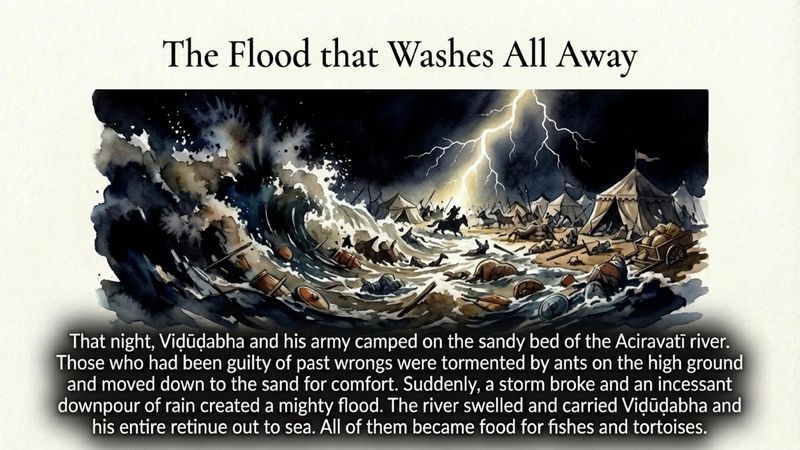 The Flood that Washes All Away
That night, Viḍūḍabha and his army camped on the sandy bed of the Aciravatī river.
Those who had been guilty of past wrongs were tormented by ants on the high ground
and moved down to the sand for comfort. Suddenly, a storm broke and an incessant
downpour of rain created a mighty flood. The river swelled and carried Viḍūḍabha and
his entire retinue out to sea. All of them became food for fishes and tortoises.